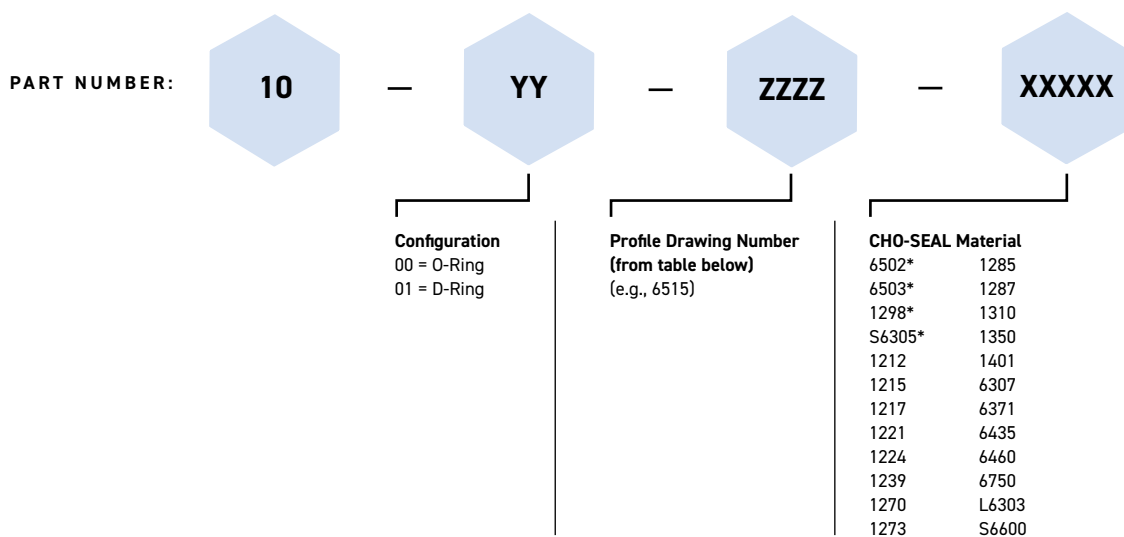 PART NUMBER: 10 — YY — ZZZZ — XXXXX
Configuration
00 = O-Ring
01 = D-Ring
Profile Drawing Number
(from table below)
(e.g., 6515)
CHO-SEAL Material
6502* 1285
6503* 1287
1298* 1310
S6305* 1350
1212 1401
1215 6307
1217 6371
1221 6435
1224 6460
1239 6750
1270 L6303
1273 S6600